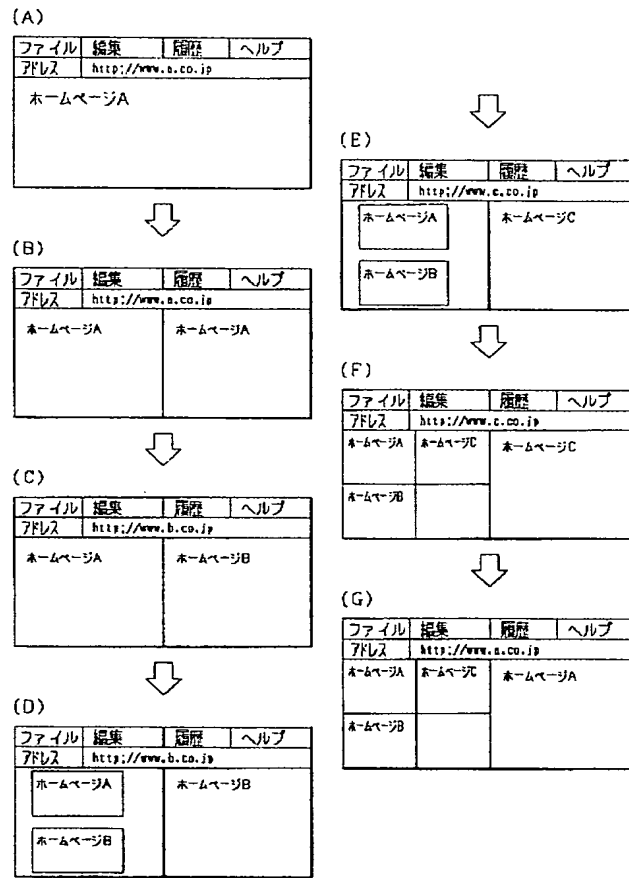 (A)
ファイル 編集 履歴 ヘルプ
アドレス http://www.a.co.jp
ホームページA
(B)
ファイル 編集 履歴 ヘルプ
アドレス http://www.a.co.jp
ホームページA ホームページA
(C)
ファイル 編集 履歴 ヘルプ
アドレス http://www.b.co.jp
ホームページA ホームページB
(D)
ファイル 編集 履歴 ヘルプ
アドレス http://www.b.co.jp
ホームページA ホームページB
ホームページB
(E)
ファイル 編集 履歴 ヘルプ
アドレス http://www.c.co.jp
ホームページA ホームページC
ホームページB
(F)
ファイル 編集 履歴 ヘルプ
アドレス http://www.c.co.jp
ホームページA ホームページC ホームページC
ホームページB
(G)
ファイル 編集 履歴 ヘルプ
アドレス http://www.a.co.jp
ホームページA ホームページC ホームページA
ホームページB